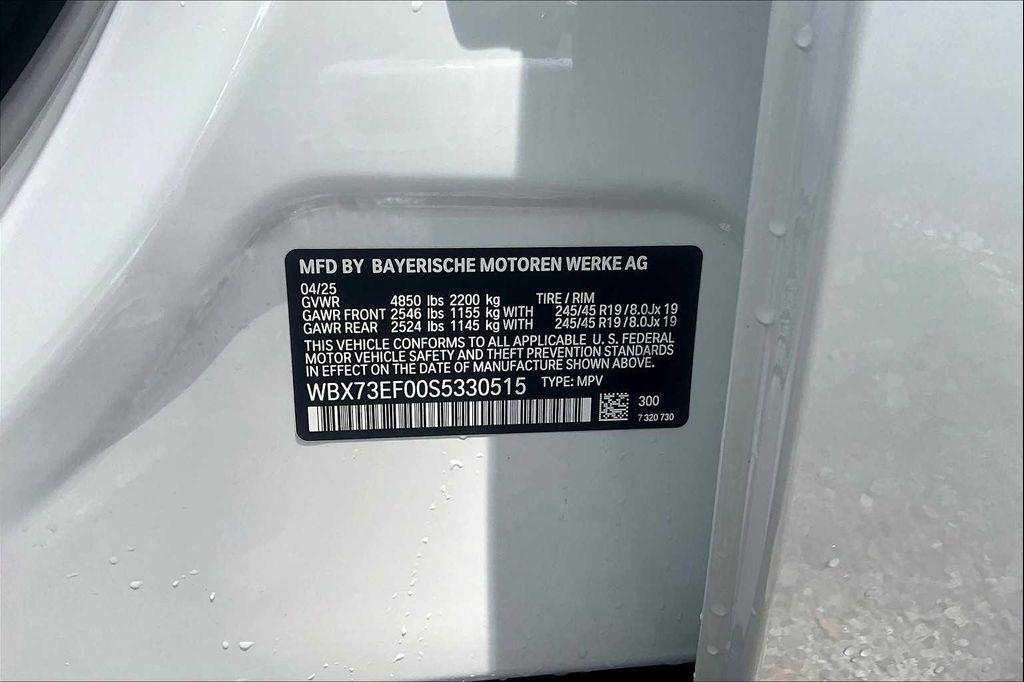 MFD BY BAYERISCHE MOTOREN WERKE AG
04/25
GVWR 4850 lbs 2200 kg TIRE / RIM
GAWR FRONT 2546 lbs 1155 kg WITH 245/45 R19 / 8.0Jx 19
GAWR REAR 2524 lbs 1145 kg WITH 245/45 R19 / 8.0Jx 19
THIS VEHICLE CONFORMS TO ALL APPLICABLE U. S. FEDERAL
MOTOR VEHICLE SAFETY AND THEFT PREVENTION STANDARDS
IN EFFECT ON THE DATE OF MANUFACTURE SHOWN ABOVE.
WBX73EF00S5330515 TYPE: MPV
300
7 320 730